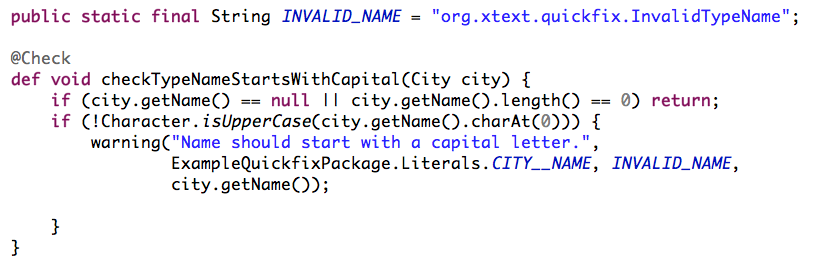 public static final String INVALID_NAME = "org.xtext.quickfix.InvalidTypeName";
@Check
def void checkTypeNameStartsWithCapital(City city) {
if (city.getName() == null || city.getName().length() == 0) return;
if (!Character.isUpperCase(city.getName().charAt(0))) {
warning("Name should start with a capital letter.",
ExampleQuickfixPackage.Literals.CITY__NAME, INVALID_NAME,
city.getName());
}
}